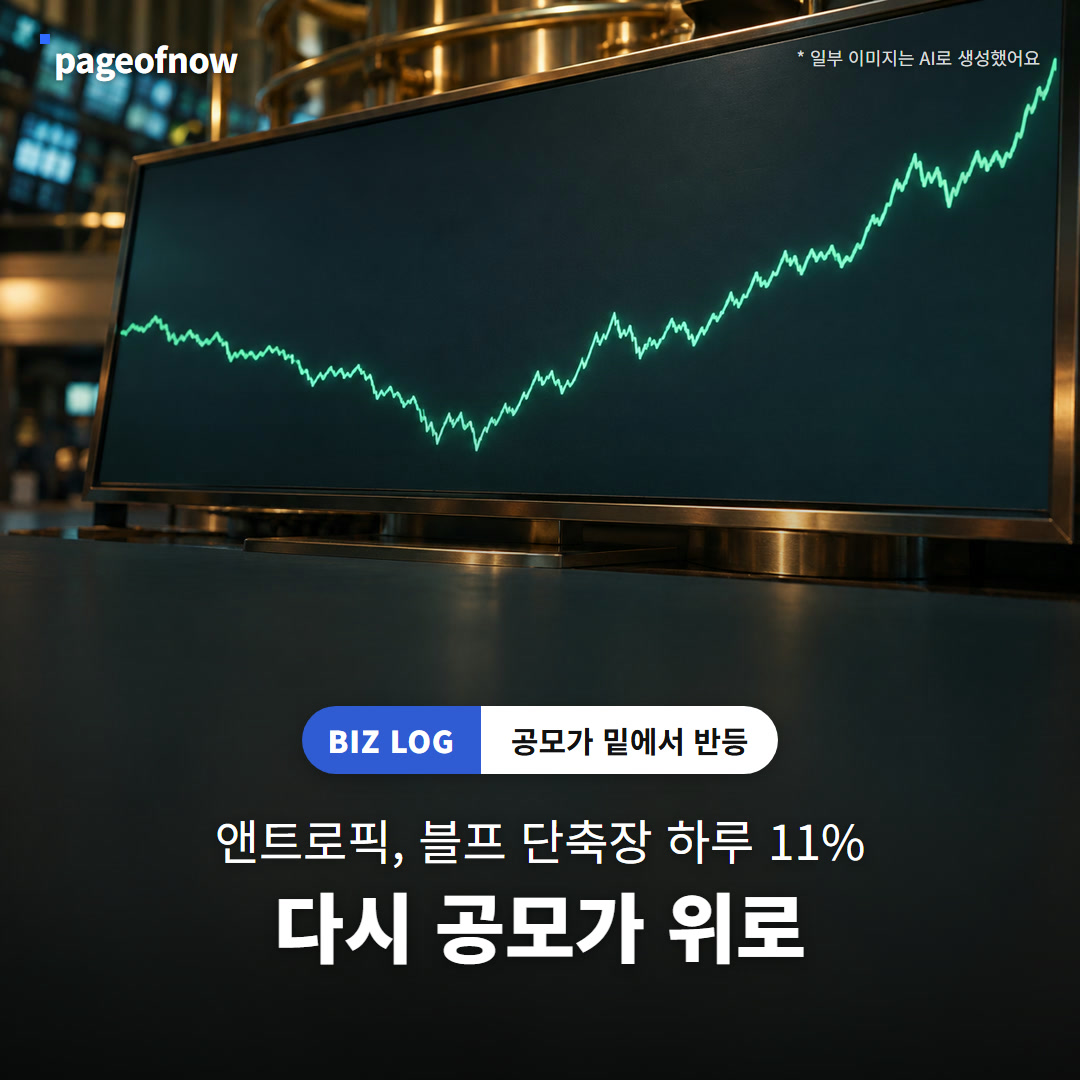 pageofnow
* 일부 이미지는 AI로 생성했어요
BIZ LOG
공모가 밑에서 반등
앤트로픽, 블프 단축장 하루 11%
다시 공모가 위로